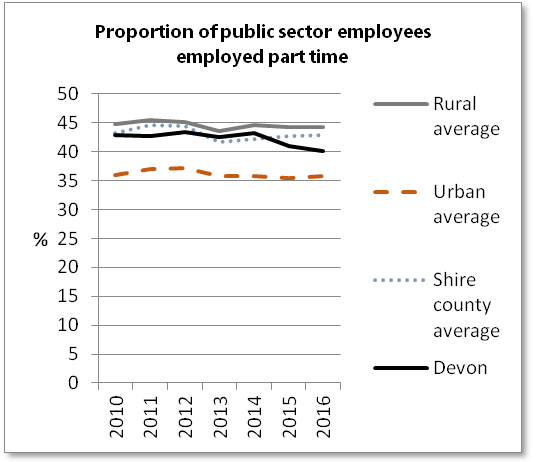 Proportion of public sector employees
employed part time
50
45
40
35
30
25
20
15
10
5
0
%
2010
2011
2012
2013
2014
2015
2016
Rural
average
Urban
average
Shire
county
average
Devon